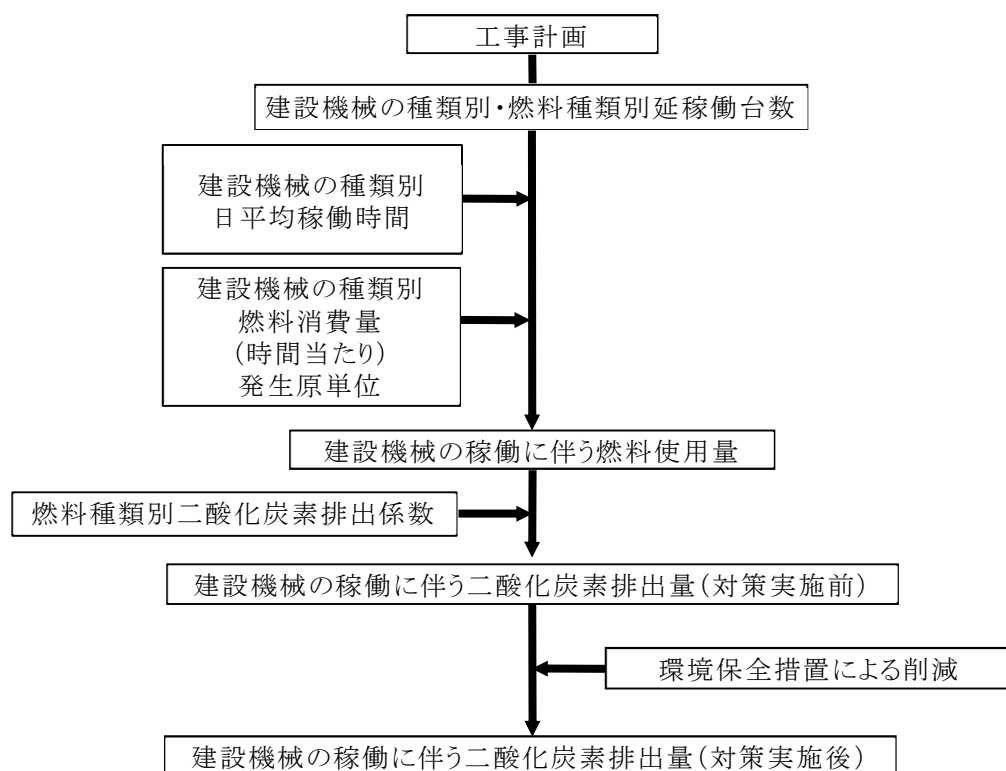 工事計画
建設機械の種類別・燃料種類別延稼働台数
建設機械の種類別
日平均稼働時間
建設機械の種類別
燃料消費量
(時間当たり)
発生原単位
建設機械の稼働に伴う燃料使用量
燃料種類別二酸化炭素排出係数
建設機械の稼働に伴う二酸化炭素排出量(対策実施前)
環境保全措置による削減
建設機械の稼働に伴う二酸化炭素排出量(対策実施後)